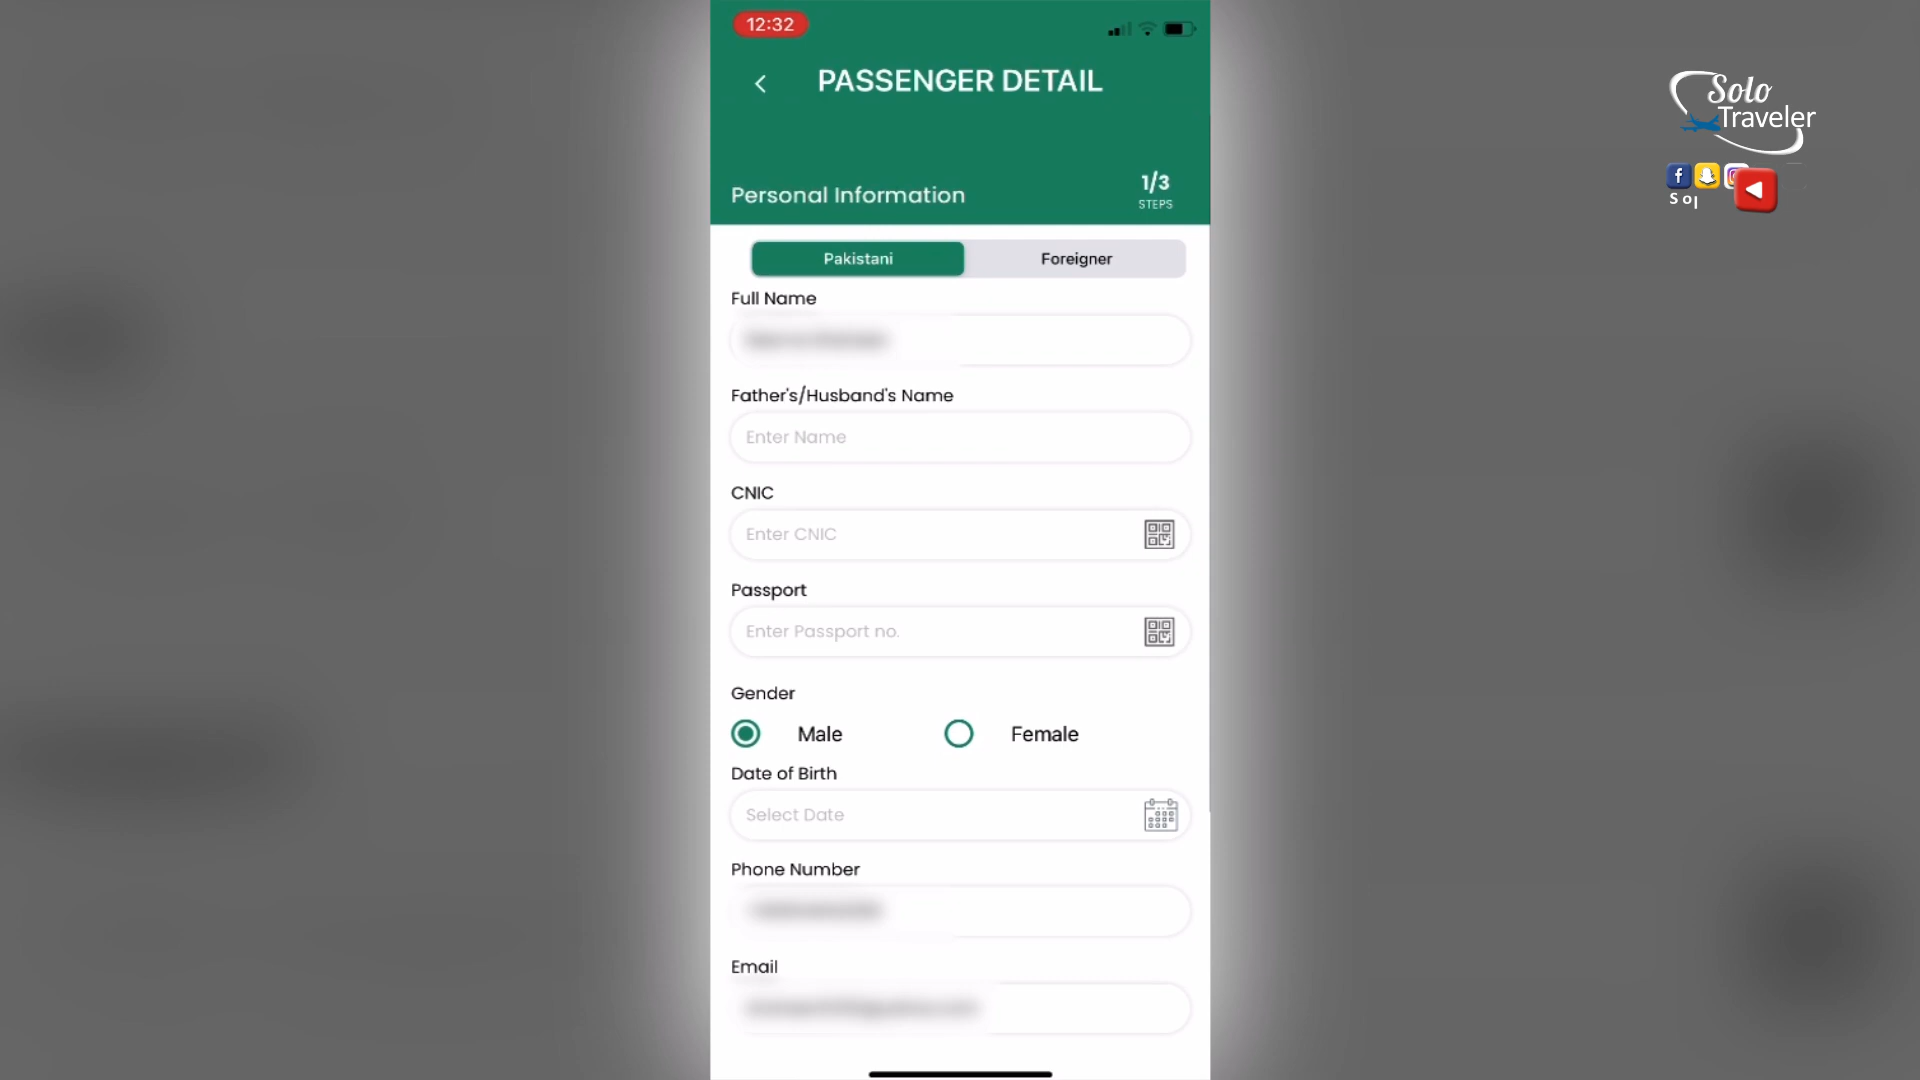 12:32
PASSENGER DETAIL
Personal Information
1/3
STEPS
Pakistani
Foreigner
Full Name
Father's/Husband's Name
Enter Name
CNIC
Enter CNIC
Passport
Enter Passport no.
Gender
Male
Female
Date of Birth
Select Date
Phone Number
Email
Solo
Traveler
f
Sol